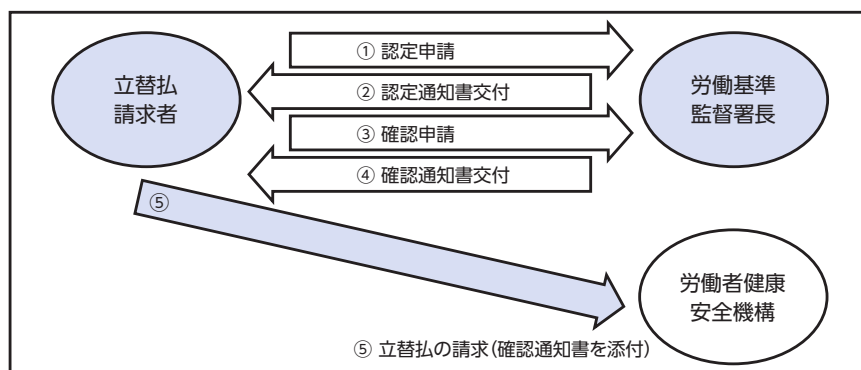 立替払
請求者
① 認定申請
② 認定通知書交付
③ 確認申請
④ 確認通知書交付
労働基準
監督署長
⑤
労働者健康
安全機構
⑤ 立替払の請求(確認通知書を添付)